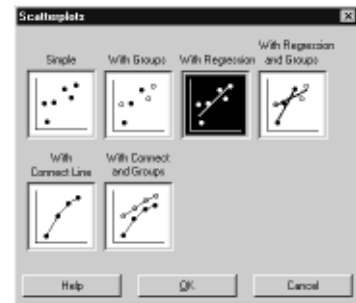 Scatterplots
Simple
With Groups
With Regression
With Regression
and Groups
With
Connect Line
With Connect
and Groups
Help
OK
Cancel